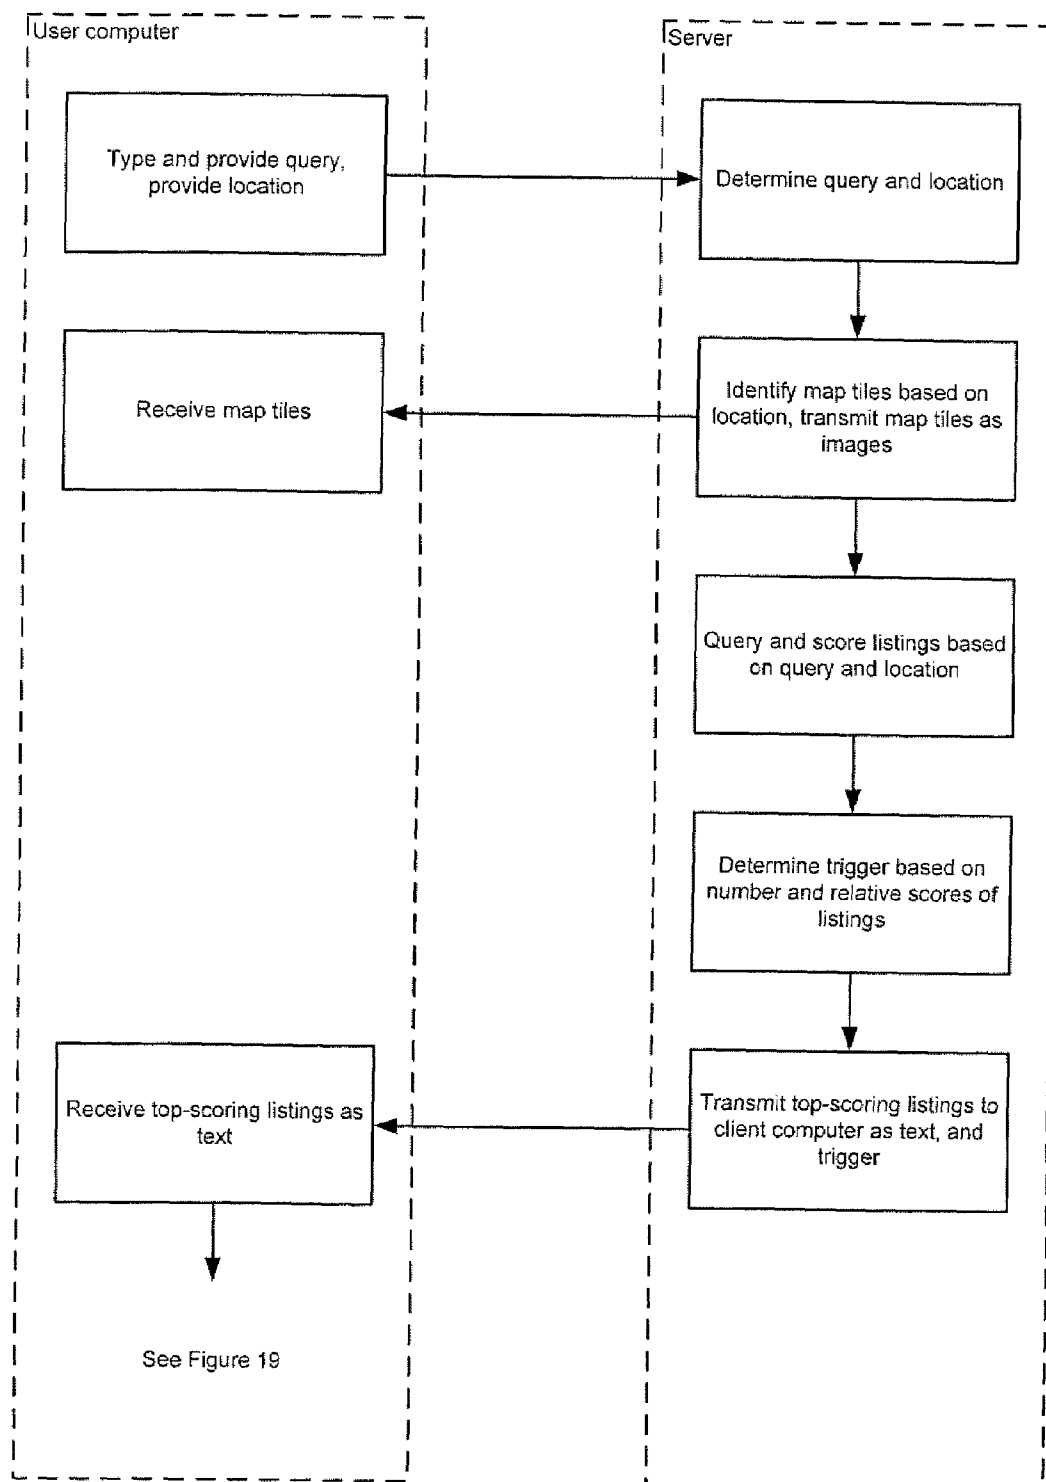 User computer
Server
Type and provide query,
provide location
Determine query and location
Receive map tiles
Identify map tiles based on
location, transmit map tiles as
images
Query and score listings based
on query and location
Determine trigger based on
number and relative scores of
listings
Receive top-scoring listings as
text
Transmit top-scoring listings to
client computer as text, and
trigger
See Figure 19